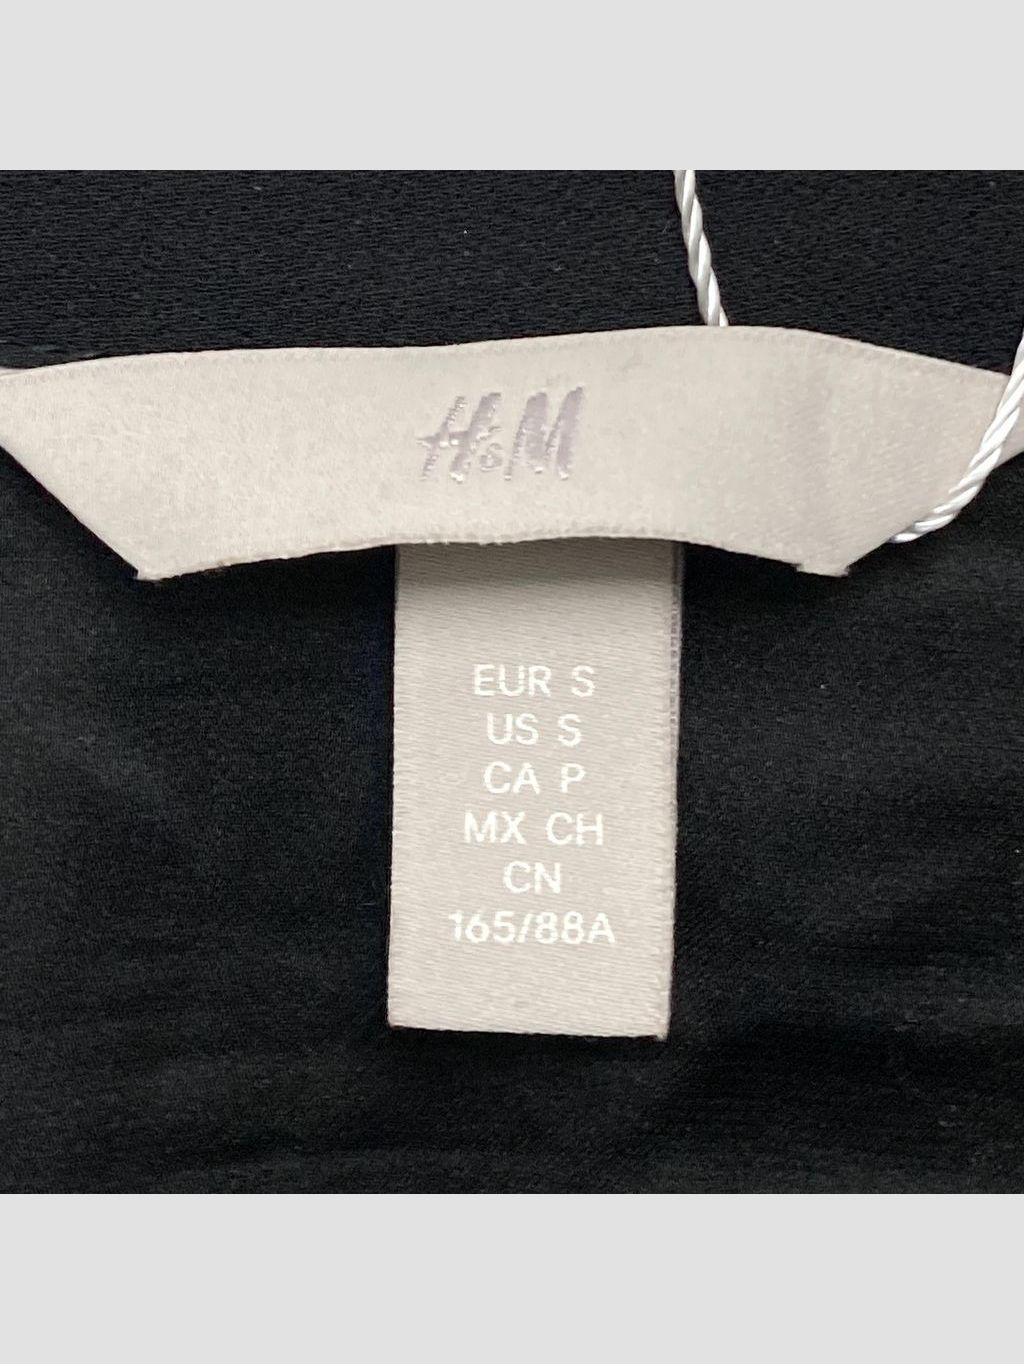 H&M
EUR S
US S
CA P
MX CH
CN
165/88A